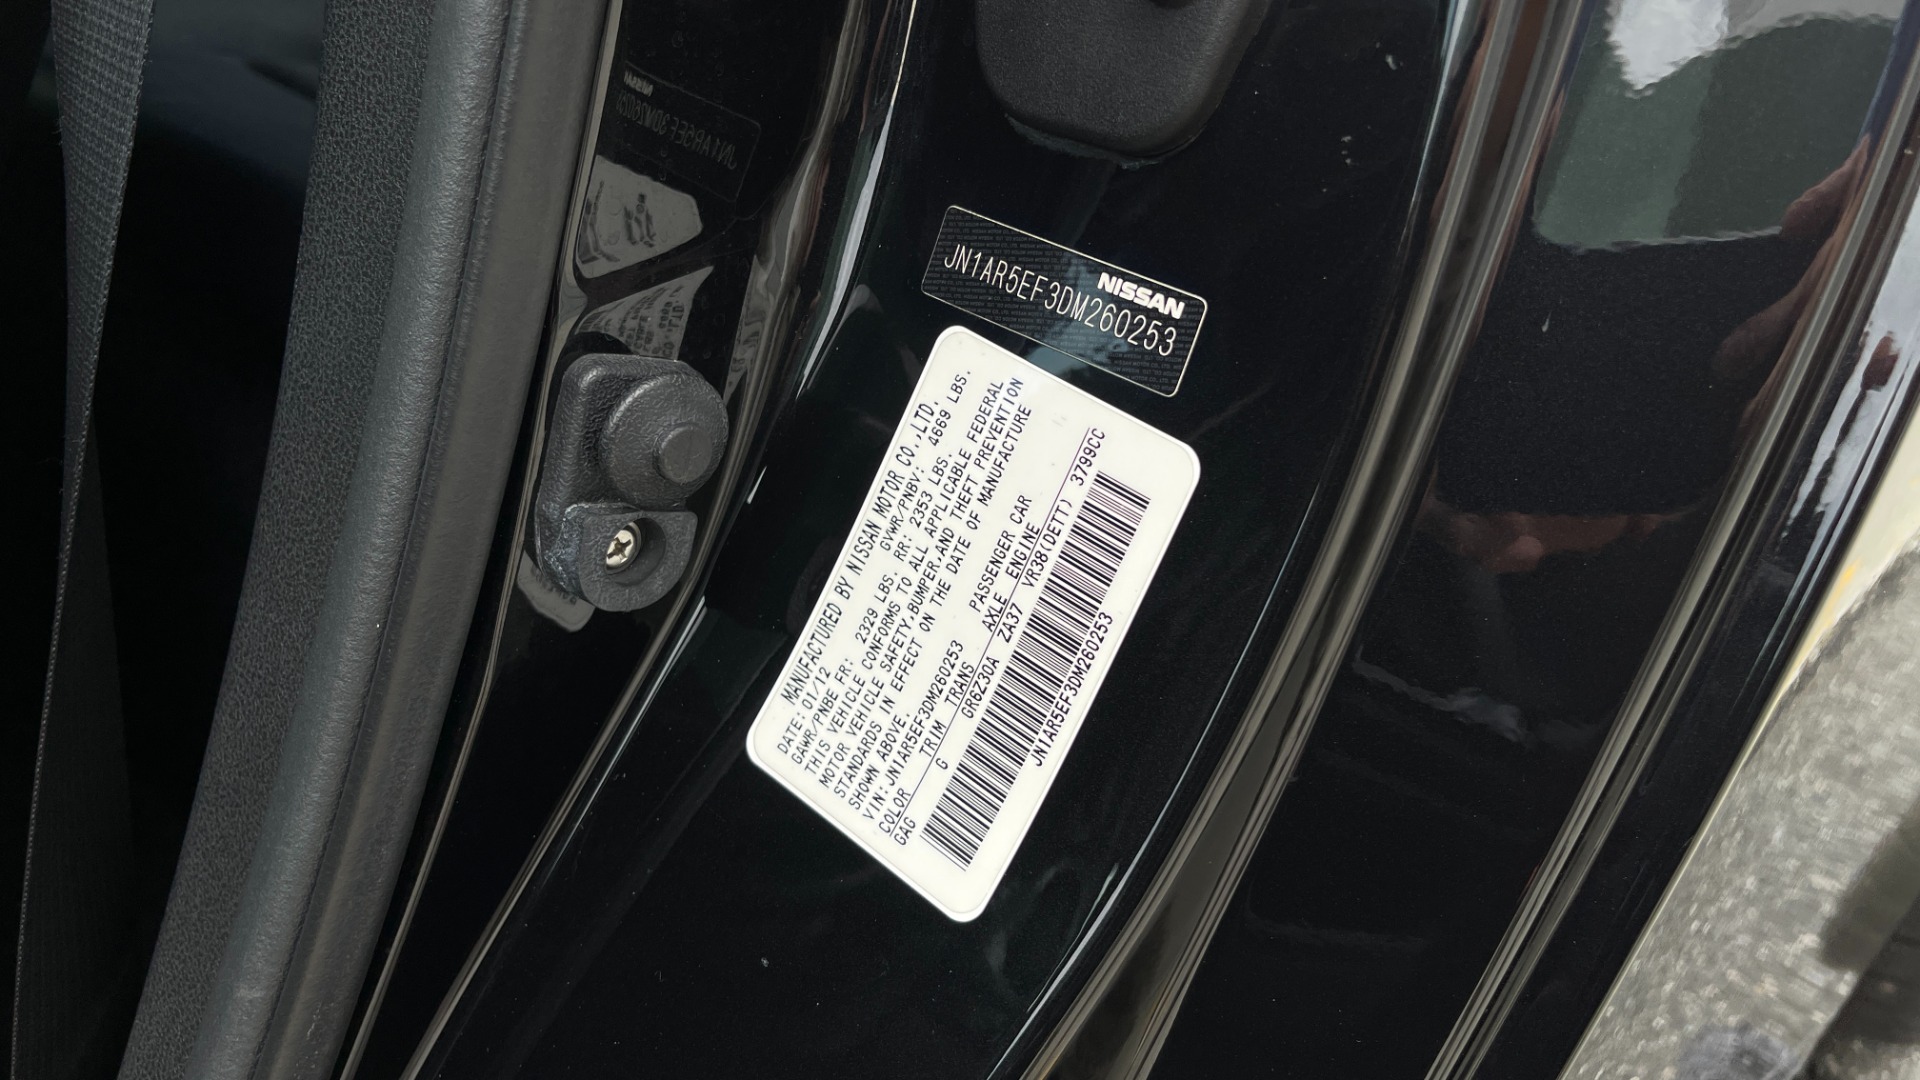 NISSAN
JN1AR5EF3DM260253
MANUFACTURED BY NISSAN MOTOR CO.,LTD.
DATE:01/12 GVWR/PNBV: 4669 LBS.
GAWR/PNBE FR: 2329 LBS. RR: 2353 LBS.
THIS VEHICLE CONFORMS TO ALL APPLICABLE FEDERAL
MOTOR VEHICLE SAFETY,BUMPER,AND THEFT PREVENTION
STANDARDS IN EFFECT ON THE DATE OF MANUFACTURE
SHOWN ABOVE.
VIN:JN1AR5EF3DM260253 PASSENGER CAR
COLOR TRIM TRANS AXLE ENGINE
GAG G GR6Z30A ZA37 VR38(DETT) 3799CC
JN1AR5EF3DM260253